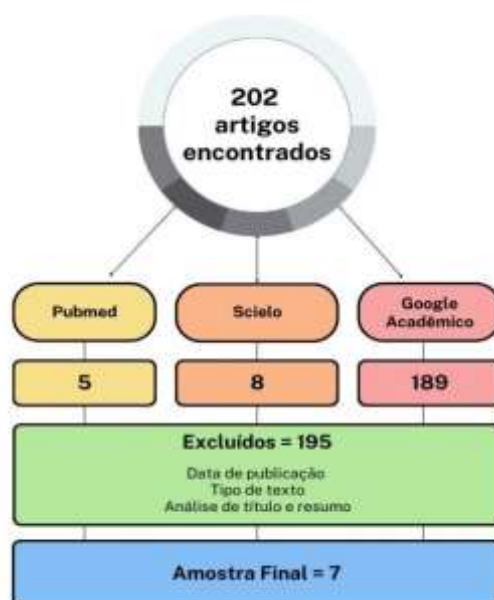 202
artigos
encontrados
Pubmed
Scielo
Google
Acadêmico
5
8
189
Excluídos = 195
Data de publicação
Tipo de texto
Análise de título e resumo
Amostra Final = 7